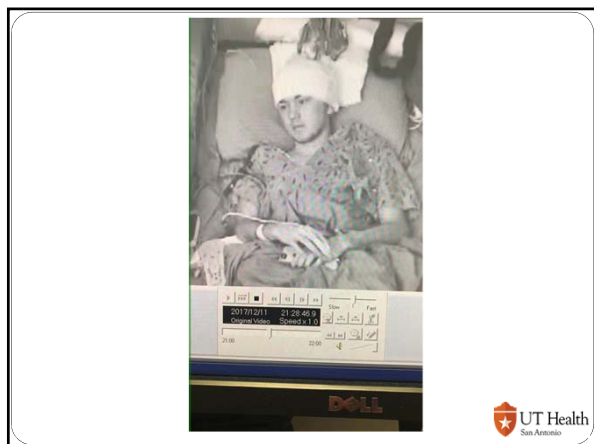 Slow
Fast
2017/12/11 21:28:46.9
Original Video Speed x 1.0
21:00
22:00
DELL
UT Health
San Antonio